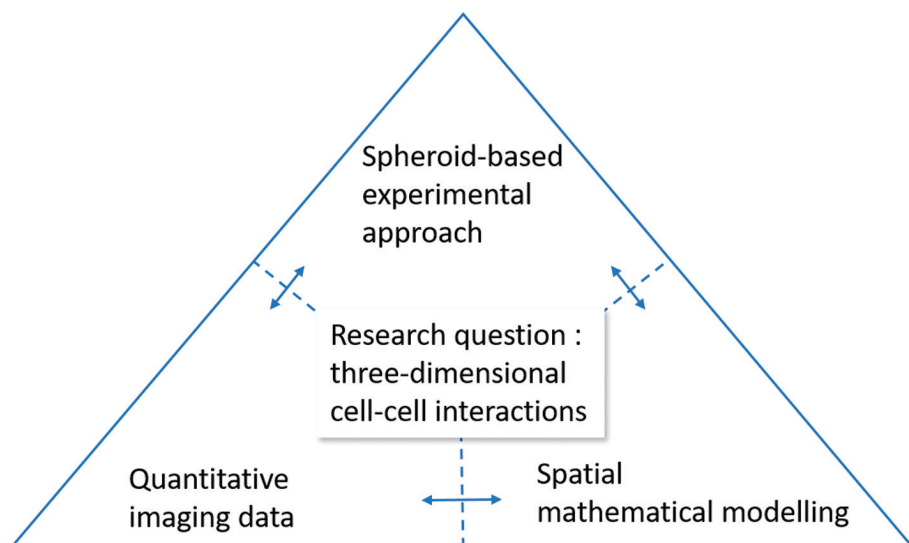 Spheroid-based
experimental
approach
Research question :
three-dimensional
cell-cell interactions
Quantitative
imaging data
Spatial
mathematical modelling